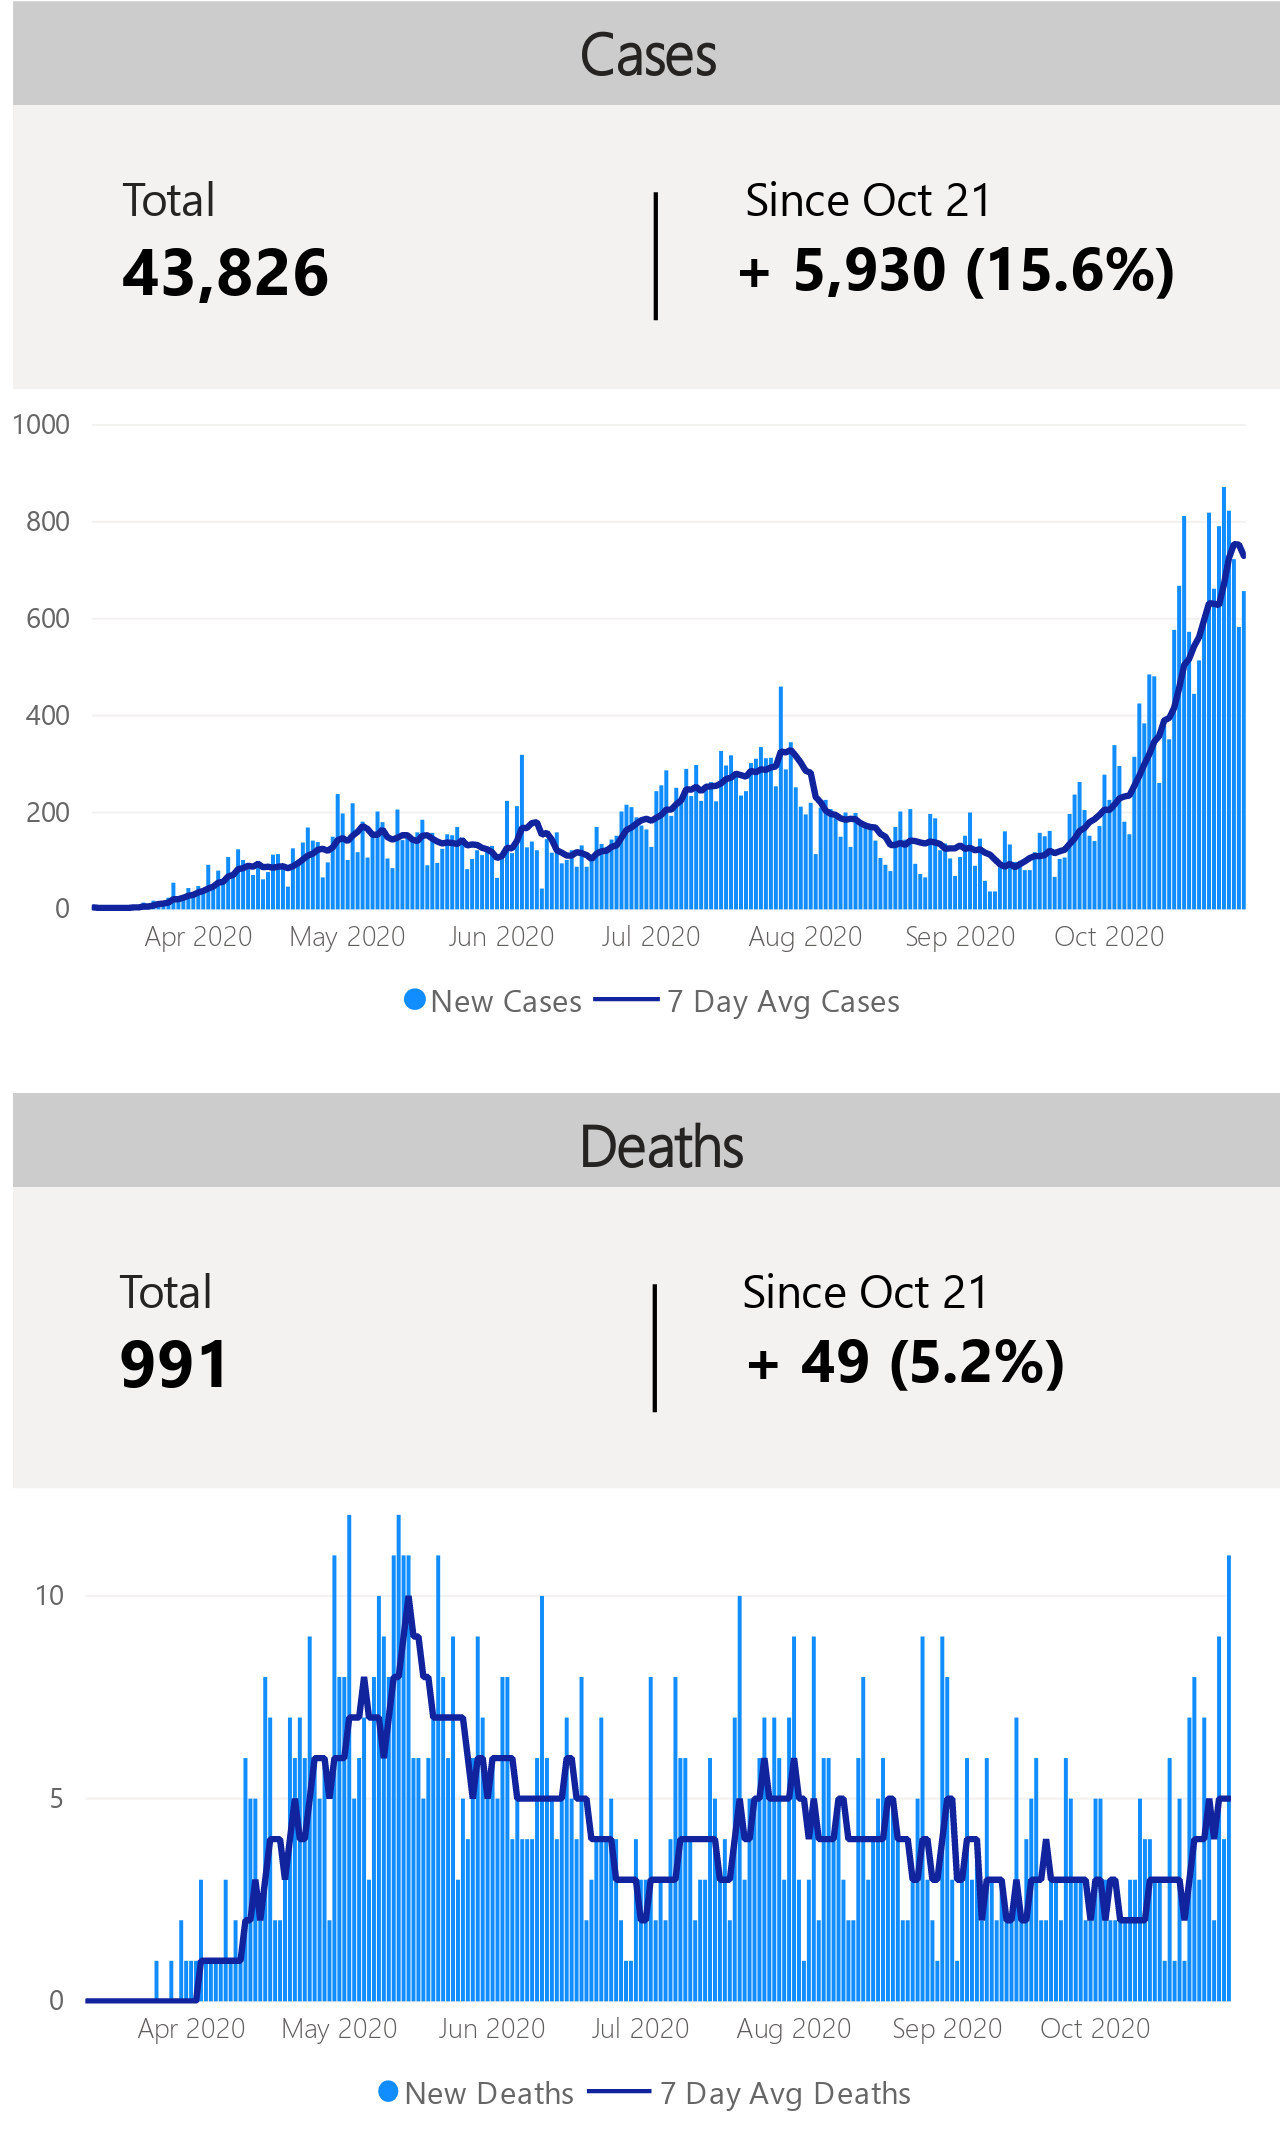 Cases
Total
Since Oct 21
43,826
+ 5,930 (15.6%)
1000
800
600
400
200
0
Apr 2020 May 2020 Jun 2020 Jul 2020 Aug 2020 Sep 2020 Oct 2020
New Cases 7 Day Avg Cases
Deaths
Total
Since Oct 21
991
+ 49 (5.2%)
10
5
0
Apr 2020 May 2020 Jun 2020 Jul 2020 Aug 2020 Sep 2020 Oct 2020
New Deaths 7 Day Avg Deaths